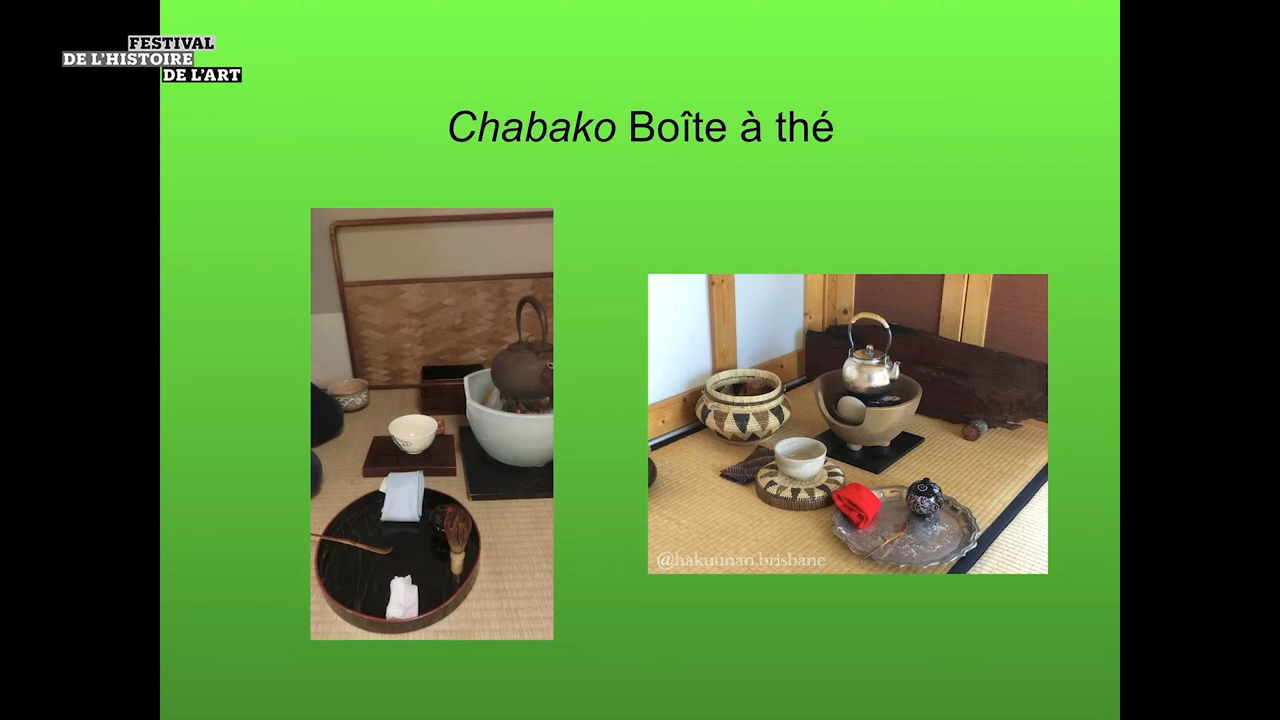 FESTIVAL
DE L'HISTOIRE
DE L'ART
Chabako Boîte à thé
@hakuunan.brisbane